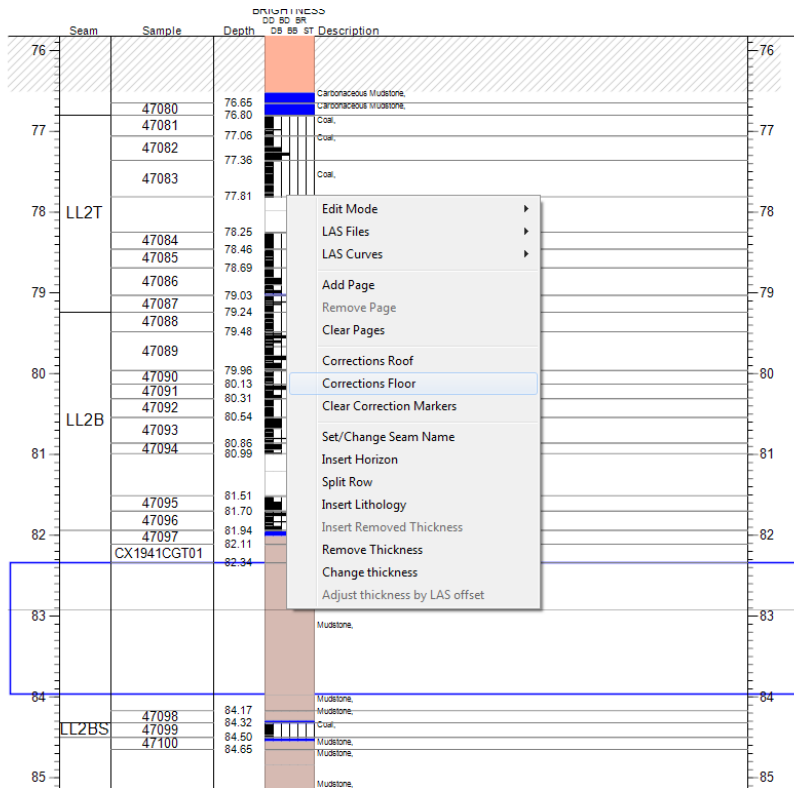 BRIGHTNESS
DD BD BR
Seam Sample Depth DB BB ST Description
76 76
Carbonaceous Mudstone,
76.65
Carbonaceous Mudstone,
47080
76.80
Coal,
47081
77 77
77.06
Coal,
47082
77.36
Coal,
47083
77.81
78 LL2T 78
78.25
47084
78.46
47085
78.69
47086
79 79.03 79
47087
79.24
47088
79.48
47089
79.96
80 47090 80
80.13
47091
80.31
47092
80.54
LL2B
47093
80.86
47094
80.99
81 81
81.51
47095
81.70
47096
81.94
82 47097 82
82.11
CX1941CGT01
82.34
Edit Mode
LAS Files
LAS Curves
Add Page
Remove Page
Clear Pages
Corrections Roof
Corrections Floor
Clear Correction Markers
Set/Change Seam Name
Insert Horizon
Split Row
Insert Lithology
Insert Removed Thickness
Remove Thickness
Change thickness
Adjust thickness by LAS offset
83 83
Mudstone,
84 84
Mudstone,
84.17
Mudstone,
47098
84.32
Coal,
LL2BS 47099
84.50
47100 Mudstone,
84.65
Mudstone,
85 85
Mudstone,